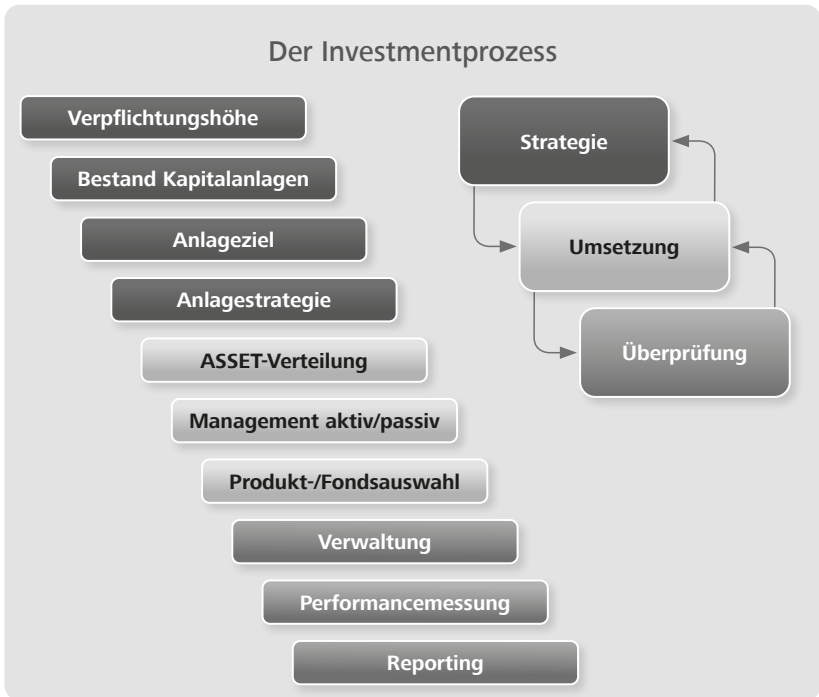 Der Investmentprozess
Verpflichtungshöhe
Bestand Kapitalanlagen
Anlageziel
Anlagestrategie
ASSET-Verteilung
Management aktiv/passiv
Produkt-/Fondsauswahl
Verwaltung
Performancemessung
Reporting
Strategie
Umsetzung
Überprüfung